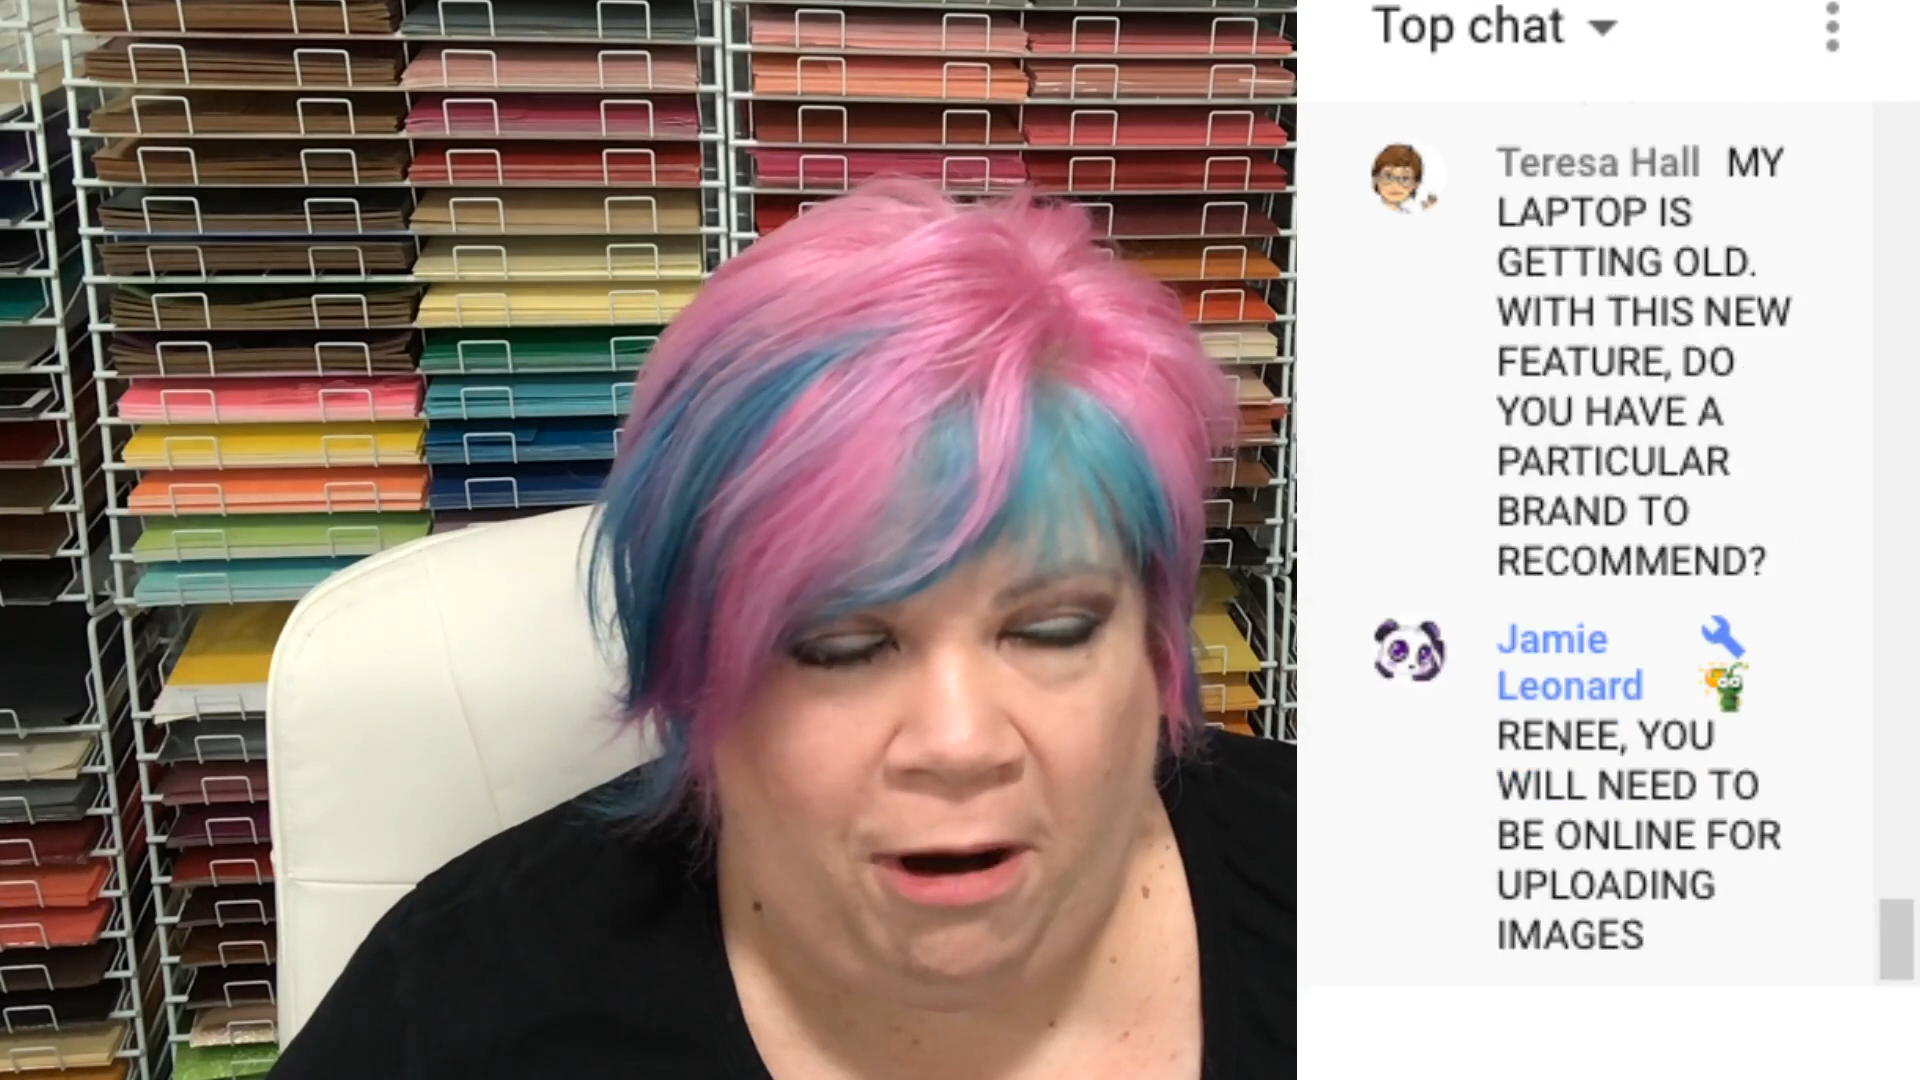 Top chat
Teresa Hall MY
LAPTOP IS
GETTING OLD.
WITH THIS NEW
FEATURE, DO
YOU HAVE A
PARTICULAR
BRAND TO
RECOMMEND?
Jamie
Leonard
RENEE, YOU
WILL NEED TO
BE ONLINE FOR
UPLOADING
IMAGES